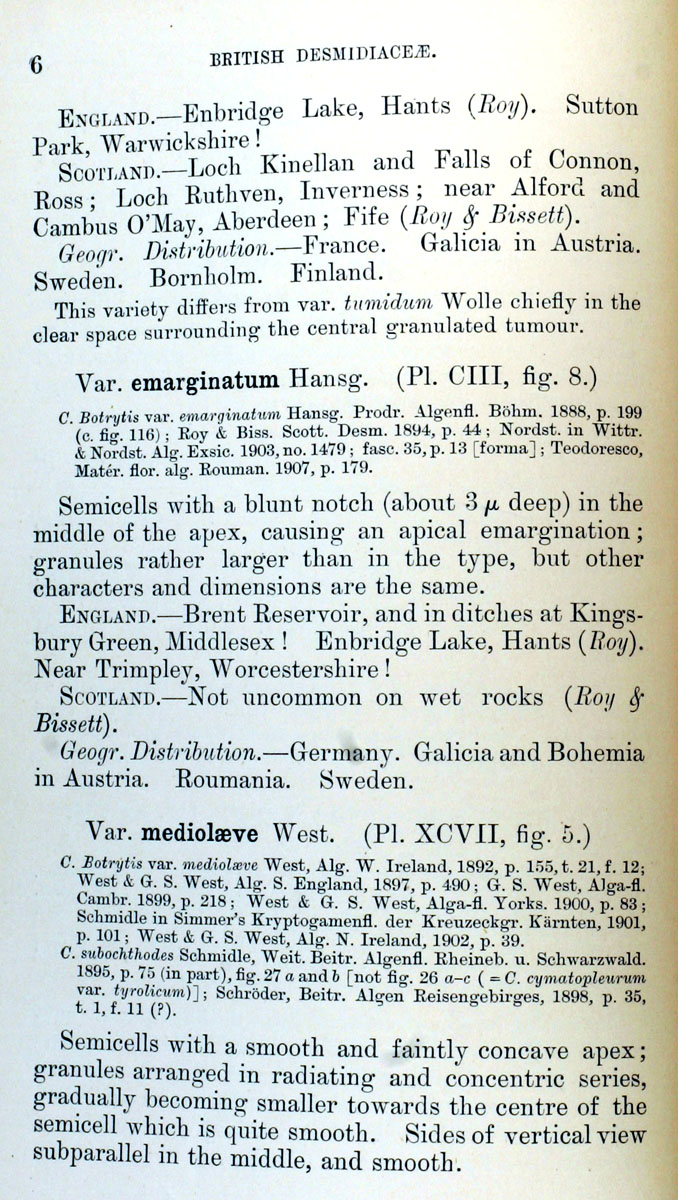 6
BRITISH DESMIDIACEÆ.
ENGLAND.—Enbridge Lake, Hants (Roy). Sutton
Park, Warwickshire!
SCOTLAND.—Loch Kinellan and Falls of Connon,
Ross; Loch Ruthven, Inverness; near Alford and
Cambus O'May, Aberdeen; Fife (Roy & Bissett).
Geogr. Distribution.—France. Galicia in Austria.
Sweden. Bornholm. Finland.
This variety differs from var. tumidum Wolle chiefly in the
clear space surrounding the central granulated tumour.
Var. emarginatum Hansg. (Pl. CIII, fig. 8.)
C. Botrytis var. emarginatum Hansg. Prodr. Algenfl. Böhm. 1888, p. 199
(c. fig. 116); Roy & Biss. Scott. Desm. 1894, p. 44; Nordst. in Wittr.
& Nordst. Alg. Exsic. 1903, no. 1479; fasc. 35, p. 13 [forma]; Teodoresco,
Matér. flor. alg. Rouman. 1907, p. 179.
Semicells with a blunt notch (about 3 μ deep) in the
middle of the apex, causing an apical emargination;
granules rather larger than in the type, but other
characters and dimensions are the same.
ENGLAND.—Brent Reservoir, and in ditches at Kings-
bury Green, Middlesex! Enbridge Lake, Hants (Roy).
Near Trimpley, Worcestershire!
SCOTLAND.—Not uncommon on wet rocks (Roy &
Bissett).
Geogr. Distribution.—Germany. Galicia and Bohemia
in Austria. Roumania. Sweden.
Var. mediolæve West. (Pl. XCVII, fig. 5.)
C. Botrytis var. mediolæve West, Alg. W. Ireland, 1892, p. 155, t. 21, f. 12;
West & G. S. West, Alg. S. England, 1897, p. 490; G. S. West, Alga-fl.
Cambr. 1899, p. 218; West & G. S. West, Alga-fl. Yorks. 1900, p. 83;
Schmidle in Simmer's Kryptogamenfl. der Kreuzeckgr. Kärnten, 1901,
p. 101; West & G. S. West, Alg. N. Ireland, 1902, p. 39.
C. subochthodes Schmidle, Weit. Beitr. Algenfl. Rheineb. u. Schwarzwald.
1895, p. 75 (in part), fig. 27 a and b [not fig. 26 a-c (= C. cymatopleurum
var. tyrolicum)]; Schröder, Beitr. Algen Reisengebirges, 1898, p. 35,
t. 1, f. 11 (?).
Semicells with a smooth and faintly concave apex;
granules arranged in radiating and concentric series,
gradually becoming smaller towards the centre of the
semicell which is quite smooth. Sides of vertical view
subparallel in the middle, and smooth.